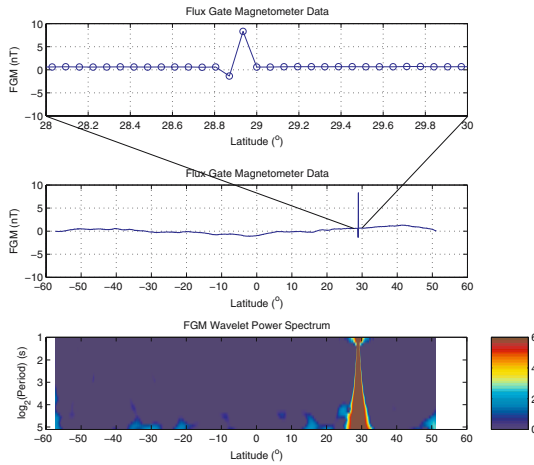 Flux Gate Magnetometer Data
10
5
0
−5
−10
FGM (nT)
28 28.2 28.4 28.6 28.8 29 29.2 29.4 29.6 29.8 30
Latitude (°)
Flux Gate Magnetometer Data
10
5
0
−5
−10
FGM (nT)
−60 −50 −40 −30 −20 −10 0 10 20 30 40 50 60
Latitude (°)
FGM Wavelet Power Spectrum
1
2
3
4
5
log₂(Period) (s)
−60 −50 −40 −30 −20 −10 0 10 20 30 40 50 60
Latitude (°)
6
5
4
3
2
1
0